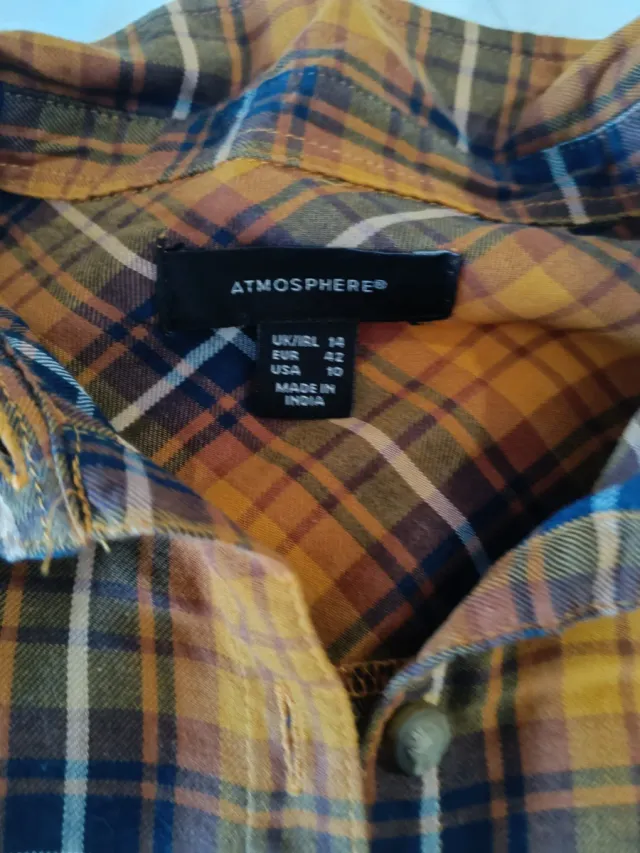 ATMOSPHERE®
UK/IRL 14
EUR 42
USA 10
MADE IN
INDIA